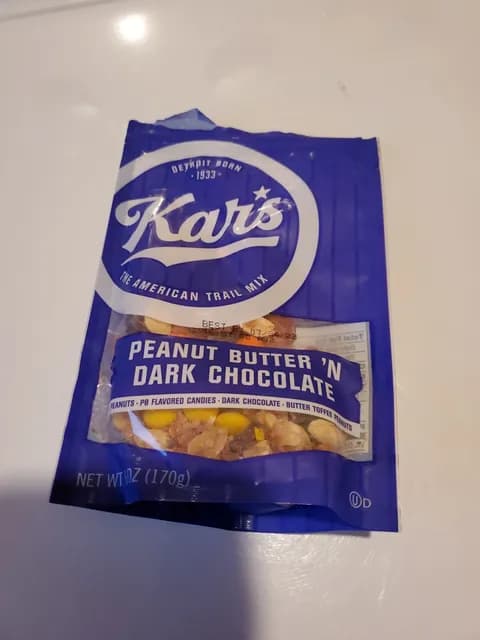 DETROIT BORN
·1933·
Kar's
THE AMERICAN TRAIL MIX
BEST
PEANUT BUTTER 'N
DARK CHOCOLATE
PEANUTS · PB FLAVORED CANDIES · DARK CHOCOLATE · BUTTER TOFFEE PEANUTS
NET WT OZ (170g)
U D